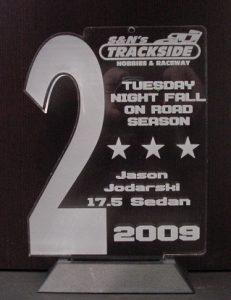 2
S&N's
TRACKSIDE
HOBBIES & RACEWAY
TUESDAY
NIGHT FALL
ON ROAD
SEASON
Jason
Jodarski
17.5 Sedan
2009